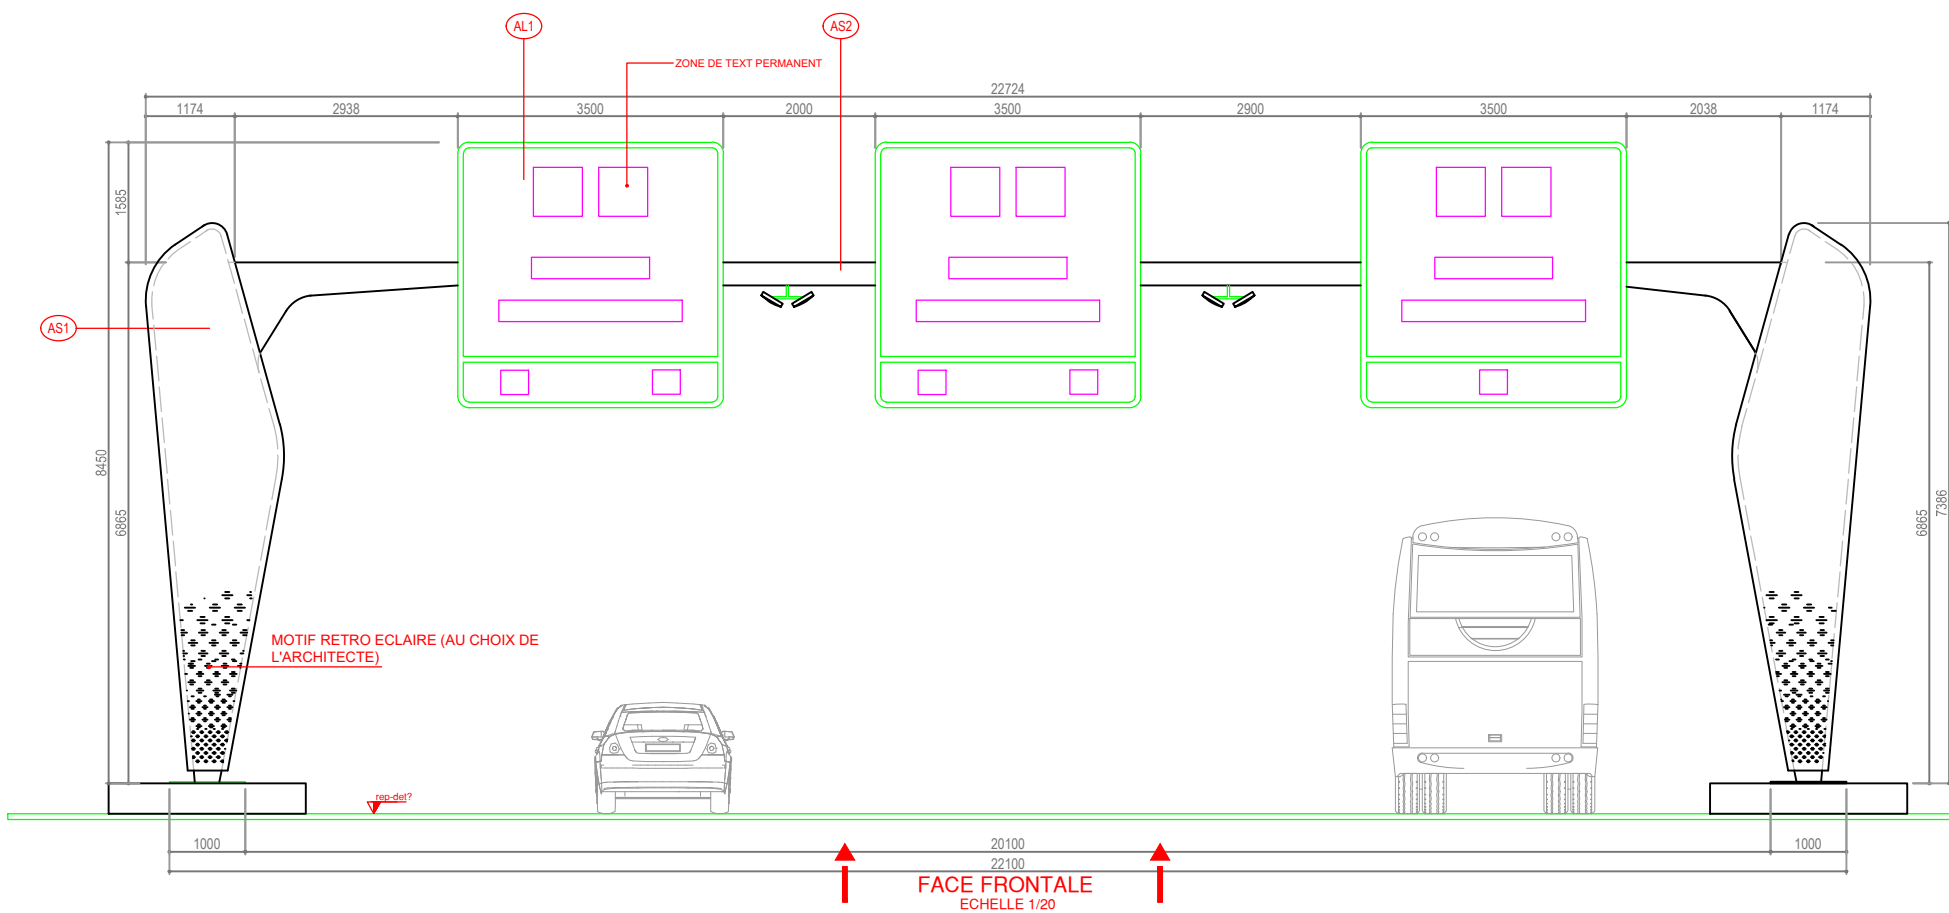 AL1
AS2
ZONE DE TEXT PERMANENT
22724
1174
2938
3500
2000
3500
2900
3500
2038
1174
1585
AS1
8450
6865
6865
7386
MOTIF RETRO ECLAIRE (AU CHOIX DE
L'ARCHITECTE)
rep-det?
1000
20100
1000
22100
FACE FRONTALE
ECHELLE 1/20